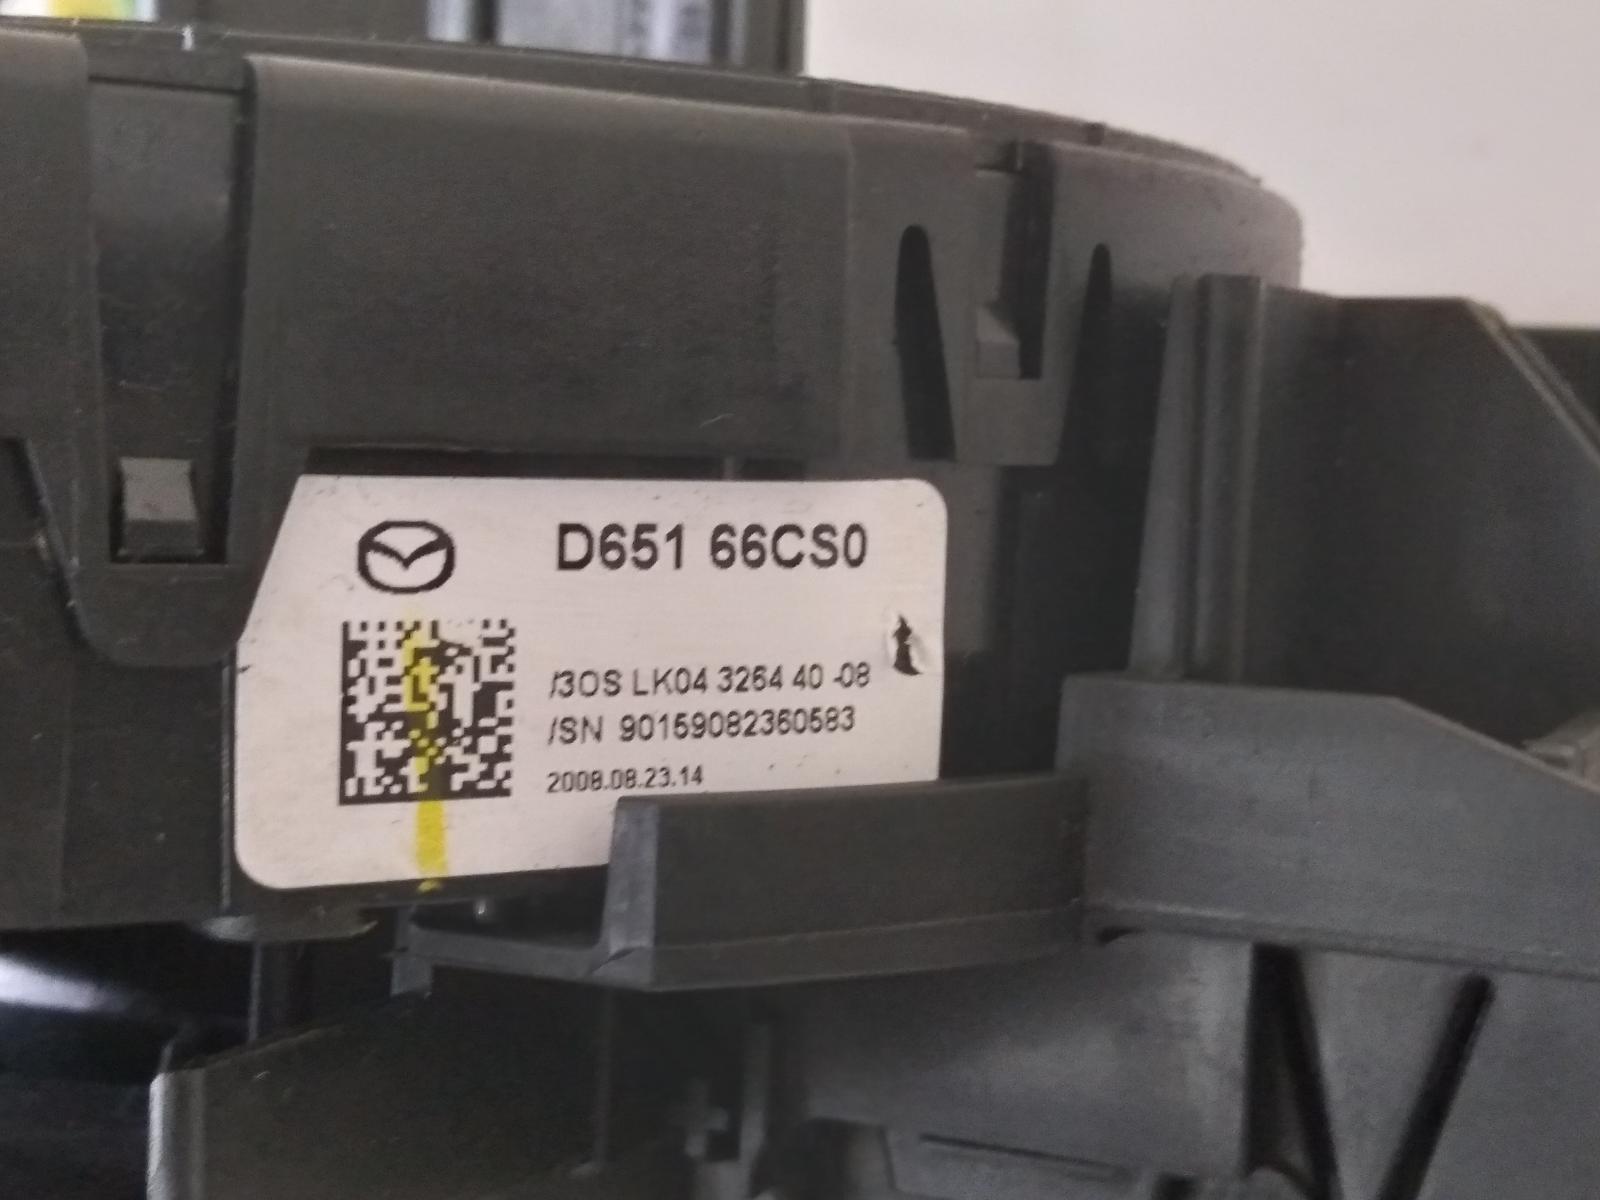 D651 66CS0
/3OS LK04 3264 40 -08
/SN 90159082360583
2008.08.23.14